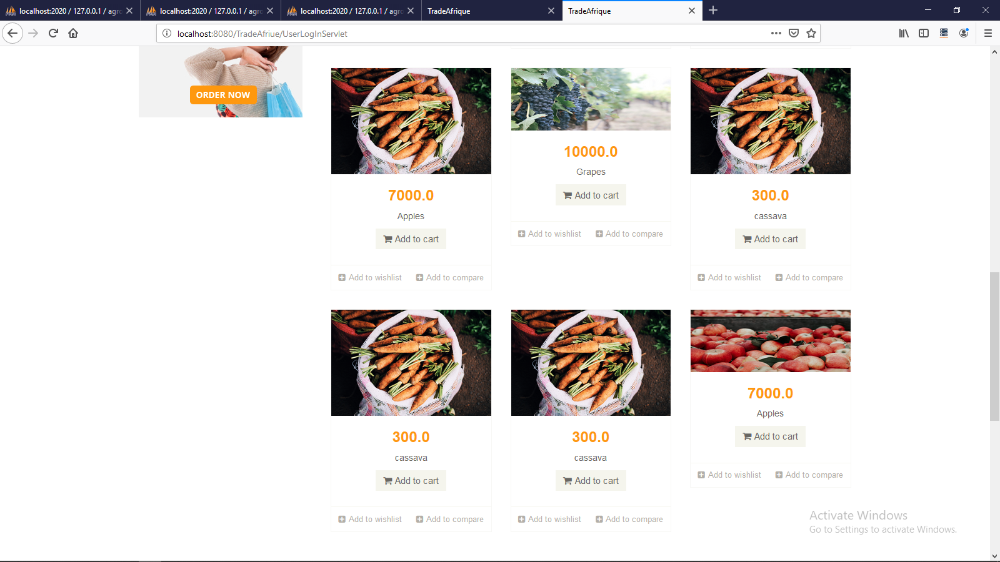 localhost:2020 / 127.0.0.1 / agro
localhost:2020 / 127.0.0.1 / agro
localhost:2020 / 127.0.0.1 / agro
TradeAfrique
TradeAfrique
localhost:8080/TradeAfriue/UserLogInServlet
ORDER NOW
7000.0
Apples
Add to cart
Add to wishlist
Add to compare
10000.0
Grapes
Add to cart
Add to wishlist
Add to compare
300.0
cassava
Add to cart
Add to wishlist
Add to compare
300.0
cassava
Add to cart
Add to wishlist
Add to compare
300.0
cassava
Add to cart
Add to wishlist
Add to compare
7000.0
Apples
Add to cart
Add to wishlist
Add to compare
Activate Windows
Go to Settings to activate Windows.